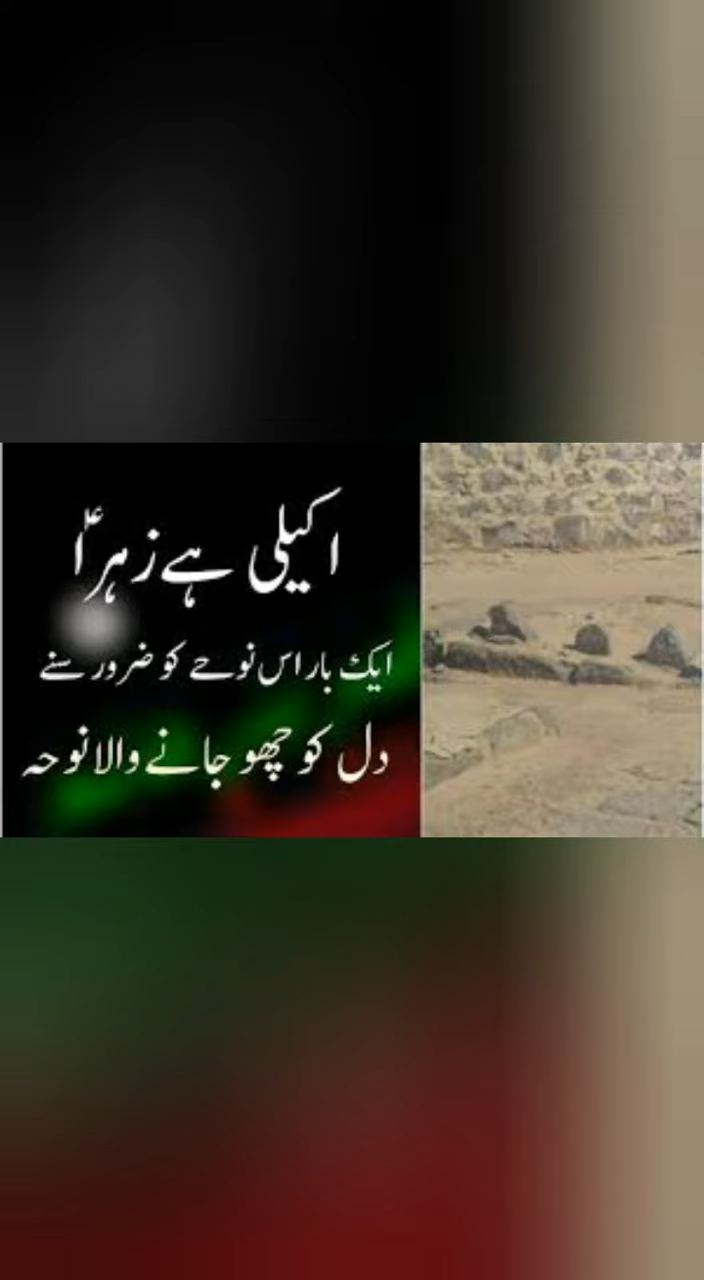 اکیلی ہے زہراؑ
ایک بار اس نوحے کو ضرور سنے
دل کو چھو جانے والا نوحہ